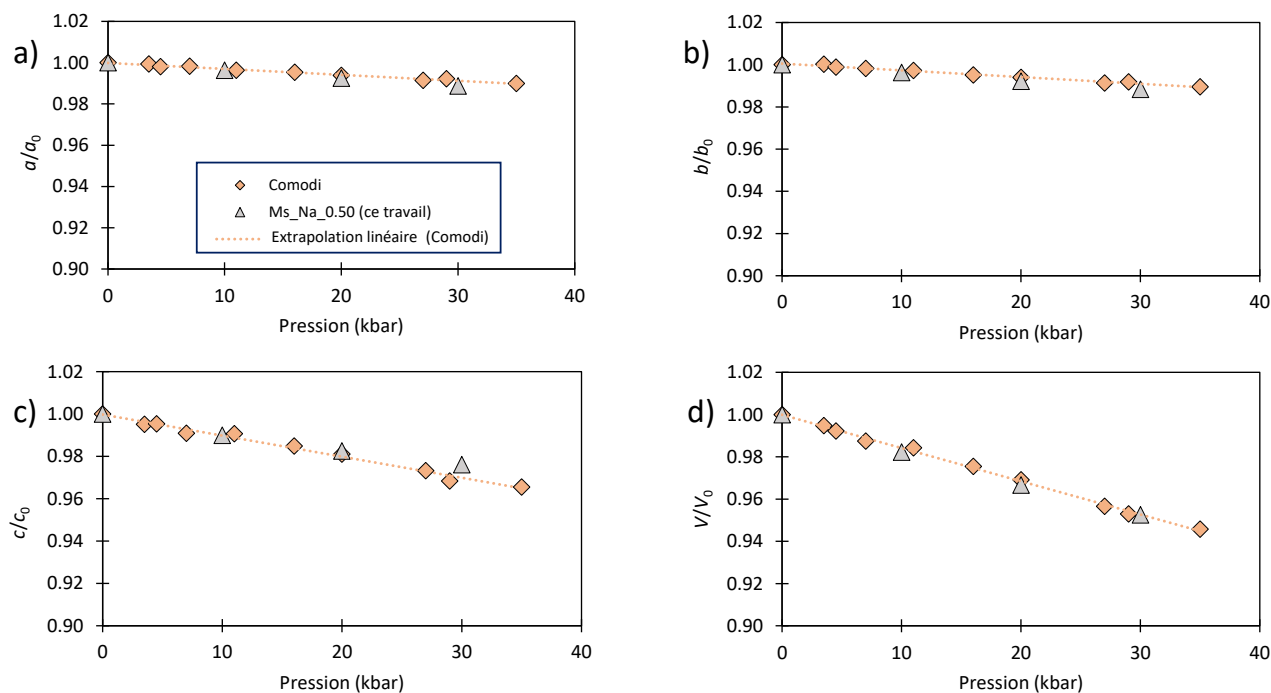 a)
1.02
1.00
0.98
0.96
0.94
0.92
0.90
a/a₀
0 10 20 30 40
Pression (kbar)
Comodi
Ms_Na_0.50 (ce travail)
Extrapolation linéaire (Comodi)
b)
1.02
1.00
0.98
0.96
0.94
0.92
0.90
b/b₀
0 10 20 30 40
Pression (kbar)
c)
1.02
1.00
0.98
0.96
0.94
0.92
0.90
c/c₀
0 10 20 30 40
Pression (kbar)
d)
1.02
1.00
0.98
0.96
0.94
0.92
0.90
V/V₀
0 10 20 30 40
Pression (kbar)